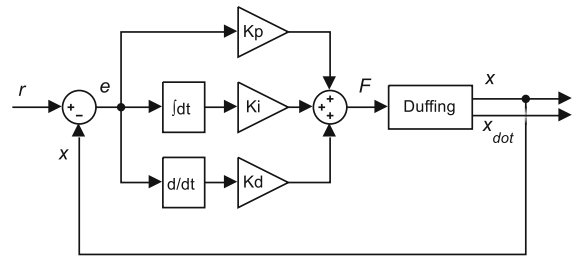 Kp
r
+
−
e
∫dt
Ki
+
+
+
F
Duffing
x
x dot
x
d/dt
Kd